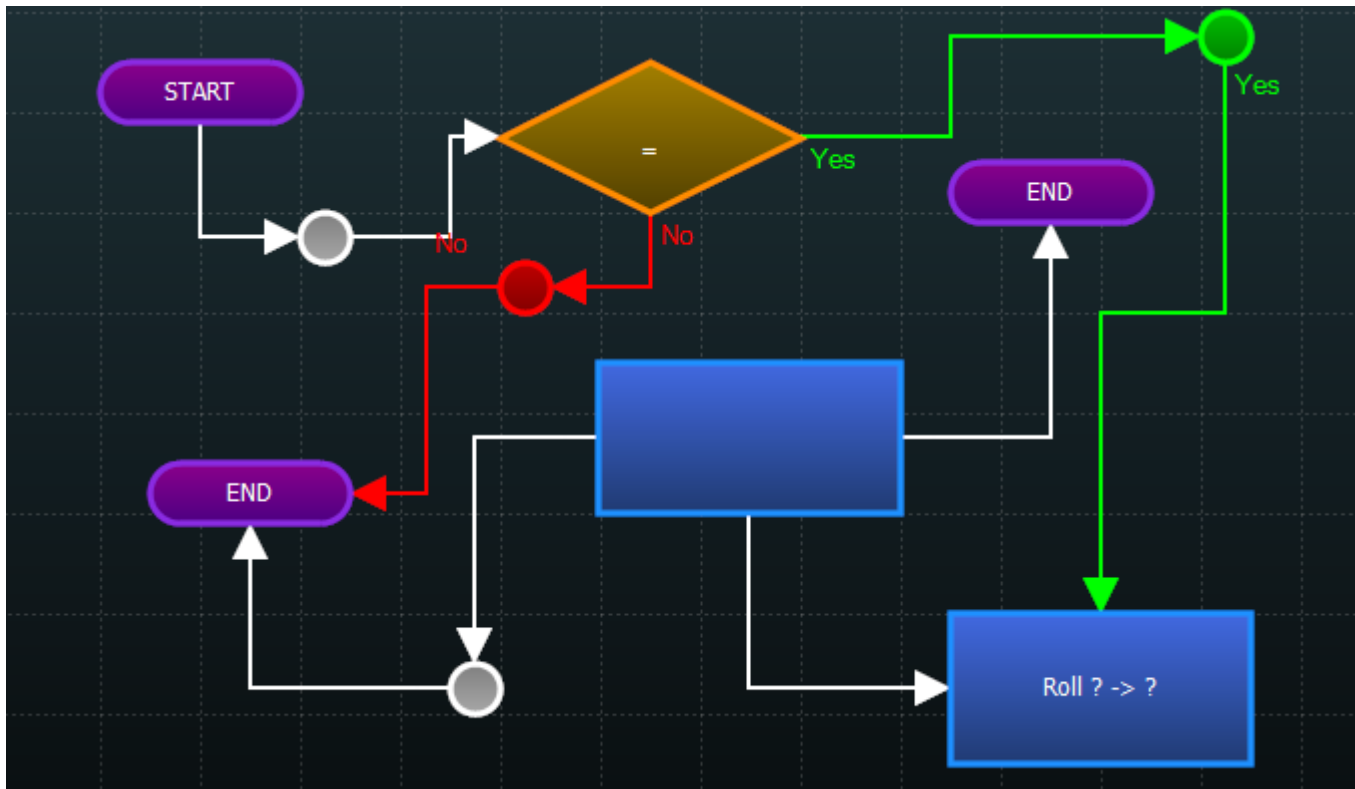 START
=
Yes
Yes
END
No
No
END
Roll ? -> ?